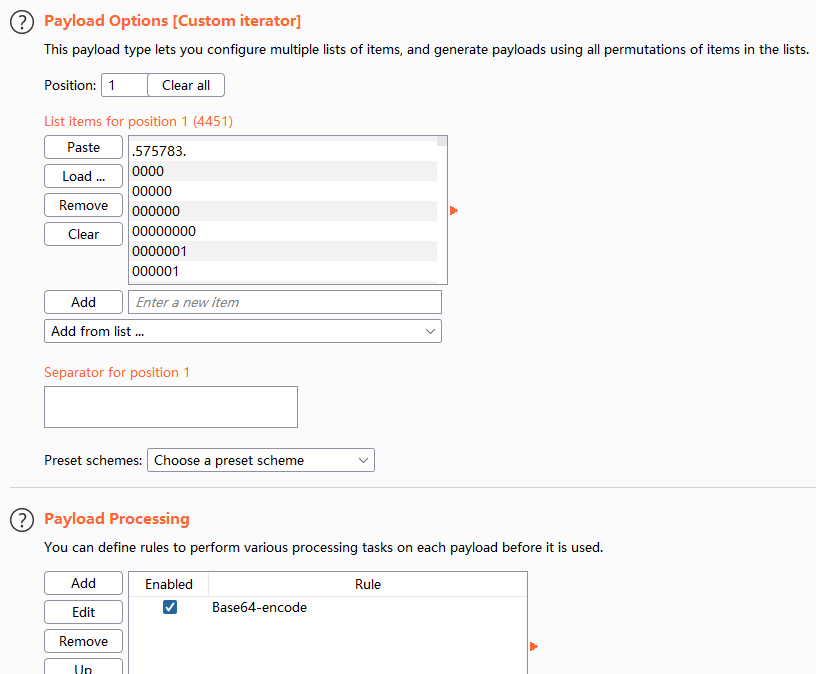 ? Payload Options [Custom iterator]
This payload type lets you configure multiple lists of items, and generate payloads using all permutations of items in the lists.
Position: 1 Clear all
List items for position 1 (4451)
Paste
Load ...
Remove
Clear
.575783.
0000
00000
000000
00000000
0000001
000001
Add Enter a new item
Add from list ...
Separator for position 1
Preset schemes: Choose a preset scheme
? Payload Processing
You can define rules to perform various processing tasks on each payload before it is used.
Add
Edit
Remove
Up
Enabled Rule
Base64-encode